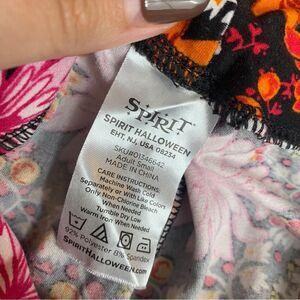 SPIRIT
SPIRIT HALLOWEEN
EHT, NJ, USA 08234
SKU#01346642
Adult Small
MADE IN CHINA
CARE INSTRUCTIONS:
Machine Wash Cold
Separately or With Like Colors
Only Non-Chlorine Bleach
When Needed
Tumble Dry Low
Warm Iron When Needed
92% Polyester 8% Spandex
SPIRITHALLOWEEN.com